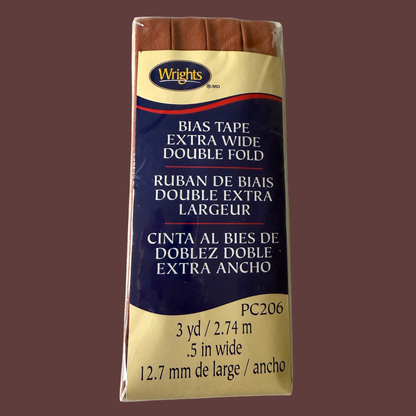 Wrights
® MD
BIAS TAPE
EXTRA WIDE
DOUBLE FOLD
RUBAN DE BIAIS
DOUBLE EXTRA
LARGEUR
CINTA AL BIES DE
DOBLEZ DOBLE
EXTRA ANCHO
PC206
3 yd / 2.74 m
.5 in wide
12.7 mm de large / ancho